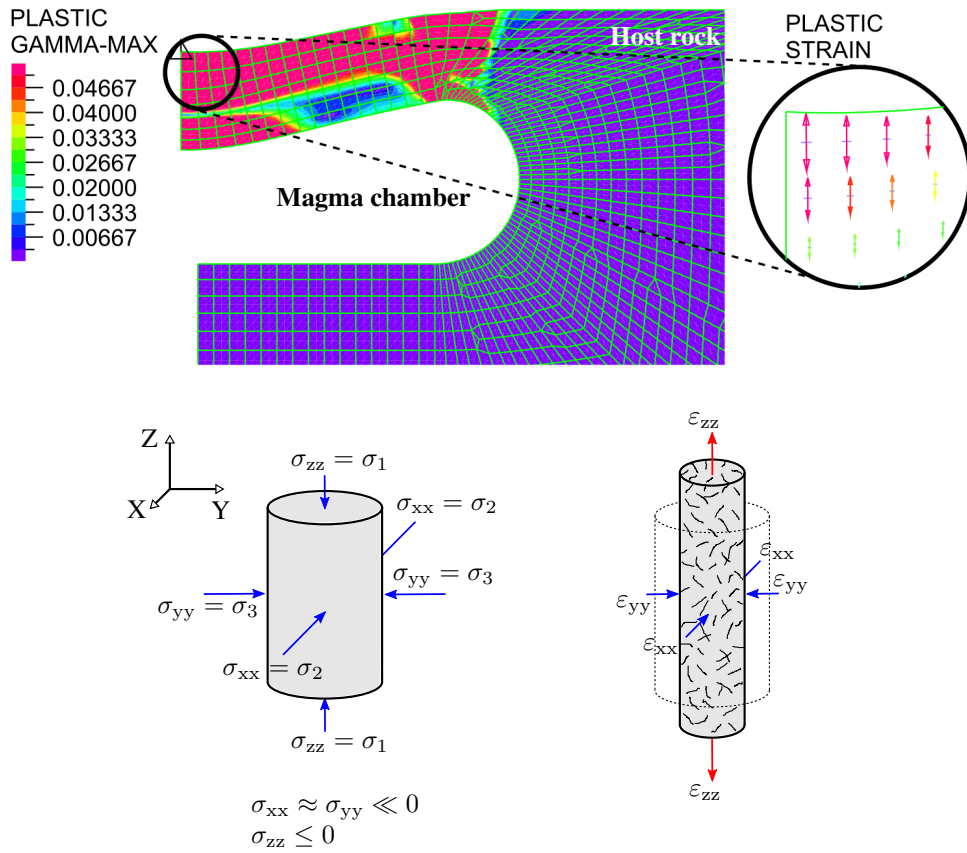 PLASTIC
GAMMA-MAX
0.04667
0.04000
0.03333
0.02667
0.02000
0.01333
0.00667
Host rock
Magma chamber
PLASTIC
STRAIN
Z
X
Y
σzz = σ1
σxx = σ2
σyy = σ3
σyy = σ3
σxx = σ2
σzz = σ1
σxx ≈ σyy ≪ 0
σzz ≤ 0
εzz
εxx
εyy
εyy
εxx
εzz